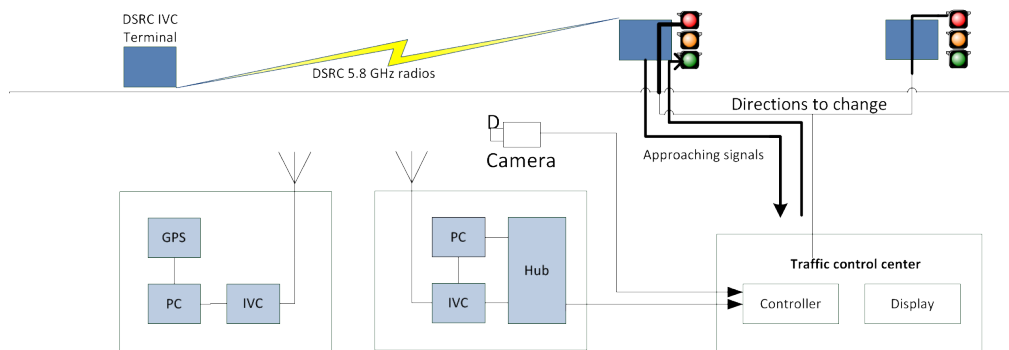 DSRC IVC
Terminal
DSRC 5.8 GHz radios
Directions to change
D
Camera
Approaching signals
GPS
PC
IVC
PC
IVC
Hub
Traffic control center
Controller
Display